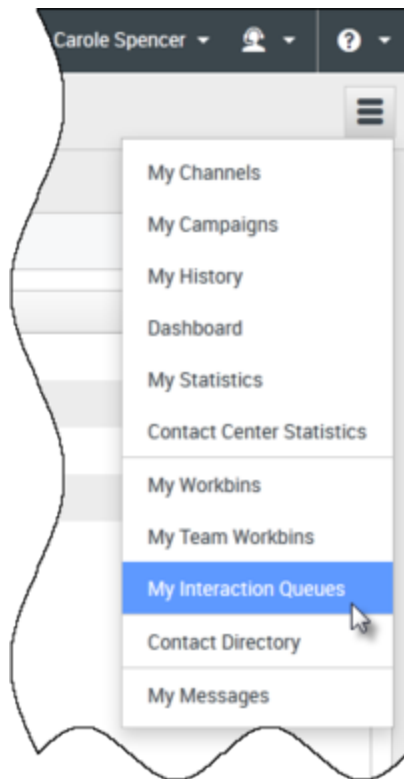 Carole Spencer
My Channels
My Campaigns
My History
Dashboard
My Statistics
Contact Center Statistics
My Workbins
My Team Workbins
My Interaction Queues
Contact Directory
My Messages